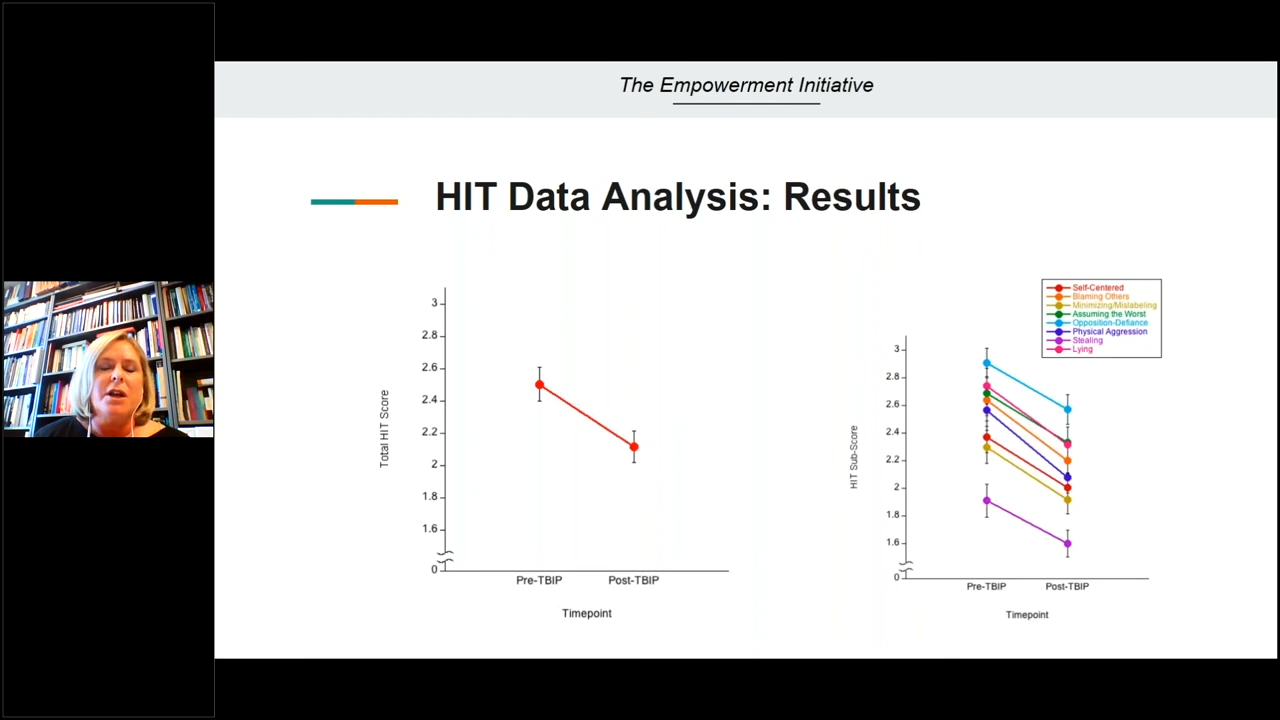 The Empowerment Initiative
HIT Data Analysis: Results
3
2.8
2.6
2.4
2.2
2
1.8
1.6
0
Total HIT Score
Pre-TBIP
Post-TBIP
Timepoint
Self-Centered
Blaming Others
Minimizing/Mislabeling
Assuming the Worst
Opposition-Defiance
Physical Aggression
Stealing
Lying
3
2.8
2.6
2.4
2.2
2
1.8
1.6
0
HIT Sub-Score
Pre-TBIP
Post-TBIP
Timepoint